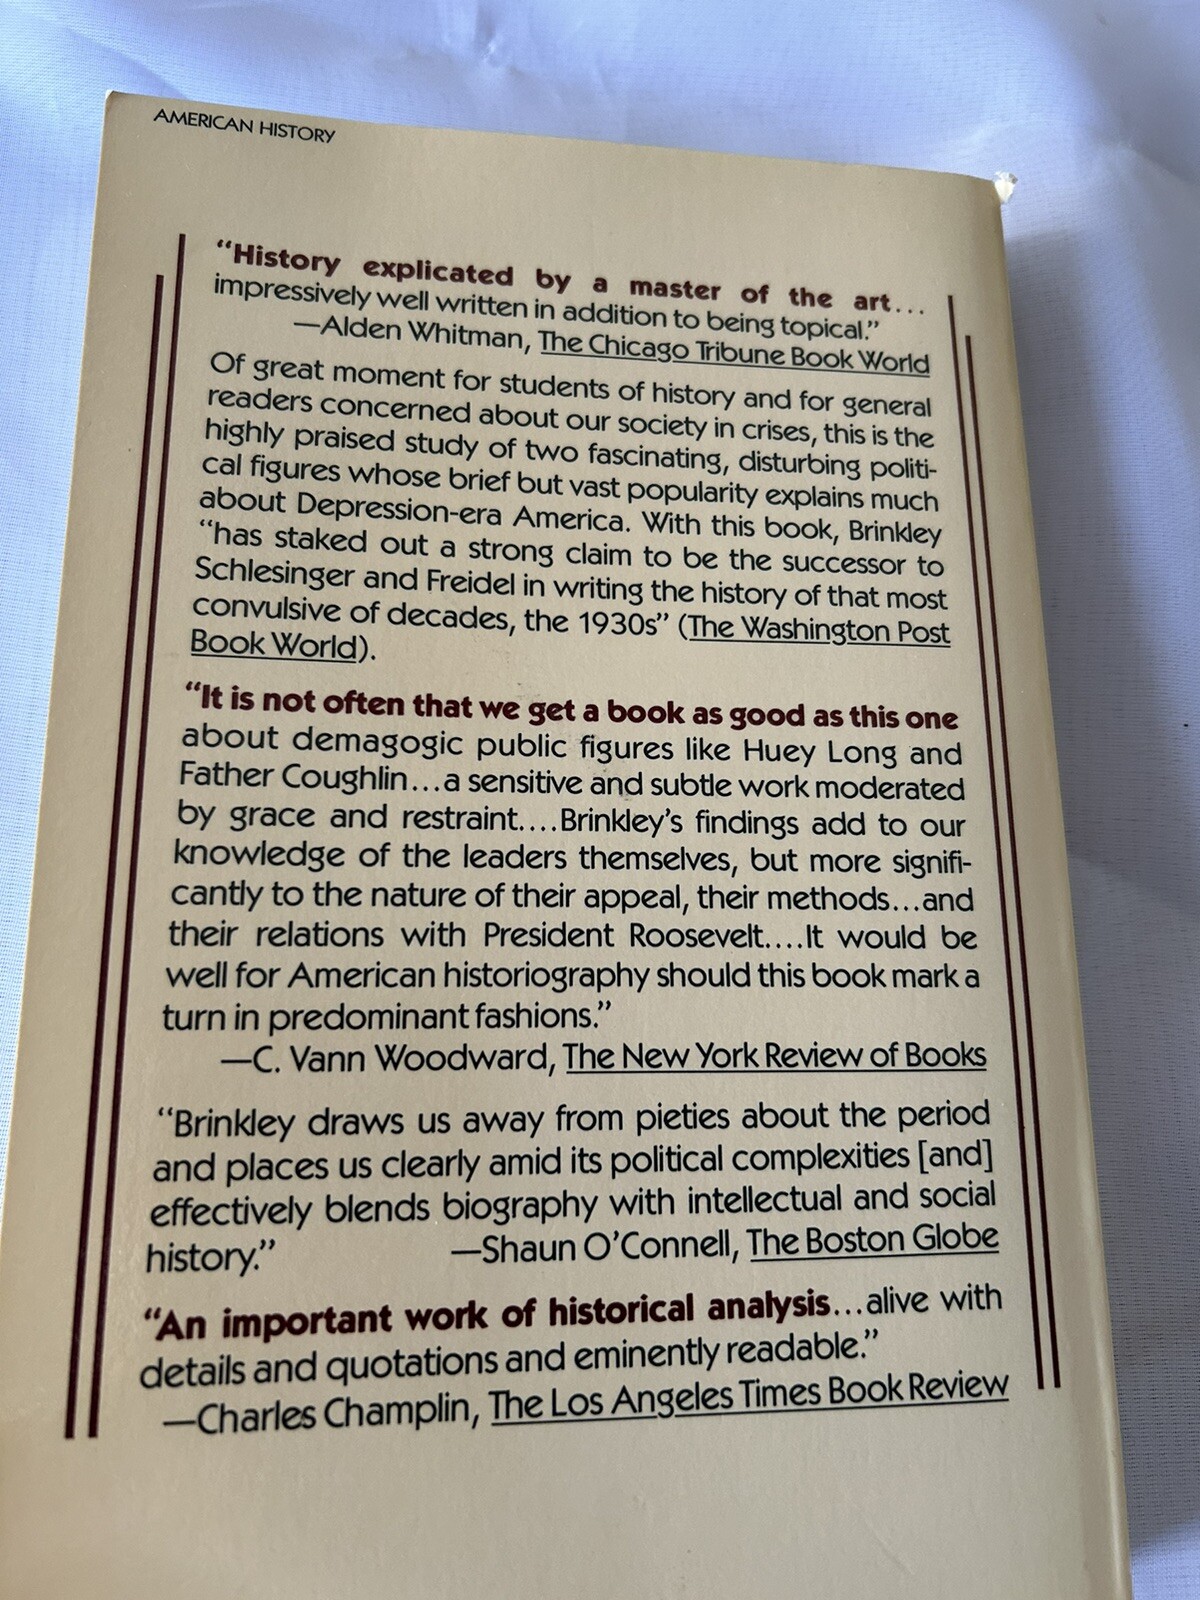 AMERICAN HISTORY
“History explicated by a master of the art...
impressively well written in addition to being topical.”
—Alden Whitman, The Chicago Tribune Book World
Of great moment for students of history and for general
readers concerned about our society in crises, this is the
highly praised study of two fascinating, disturbing politi-
cal figures whose brief but vast popularity explains much
about Depression-era America. With this book, Brinkley
“has staked out a strong claim to be the successor to
Schlesinger and Freidel in writing the history of that most
convulsive of decades, the 1930s” (The Washington Post
Book World).
“It is not often that we get a book as good as this one
about demagogic public figures like Huey Long and
Father Coughlin...a sensitive and subtle work moderated
by grace and restraint....Brinkley’s findings add to our
knowledge of the leaders themselves, but more signifi-
cantly to the nature of their appeal, their methods...and
their relations with President Roosevelt....It would be
well for American historiography should this book mark a
turn in predominant fashions.”
—C. Vann Woodward, The New York Review of Books
“Brinkley draws us away from pieties about the period
and places us clearly amid its political complexities [and]
effectively blends biography with intellectual and social
history.” —Shaun O’Connell, The Boston Globe
“An important work of historical analysis...alive with
details and quotations and eminently readable.”
—Charles Champlin, The Los Angeles Times Book Review